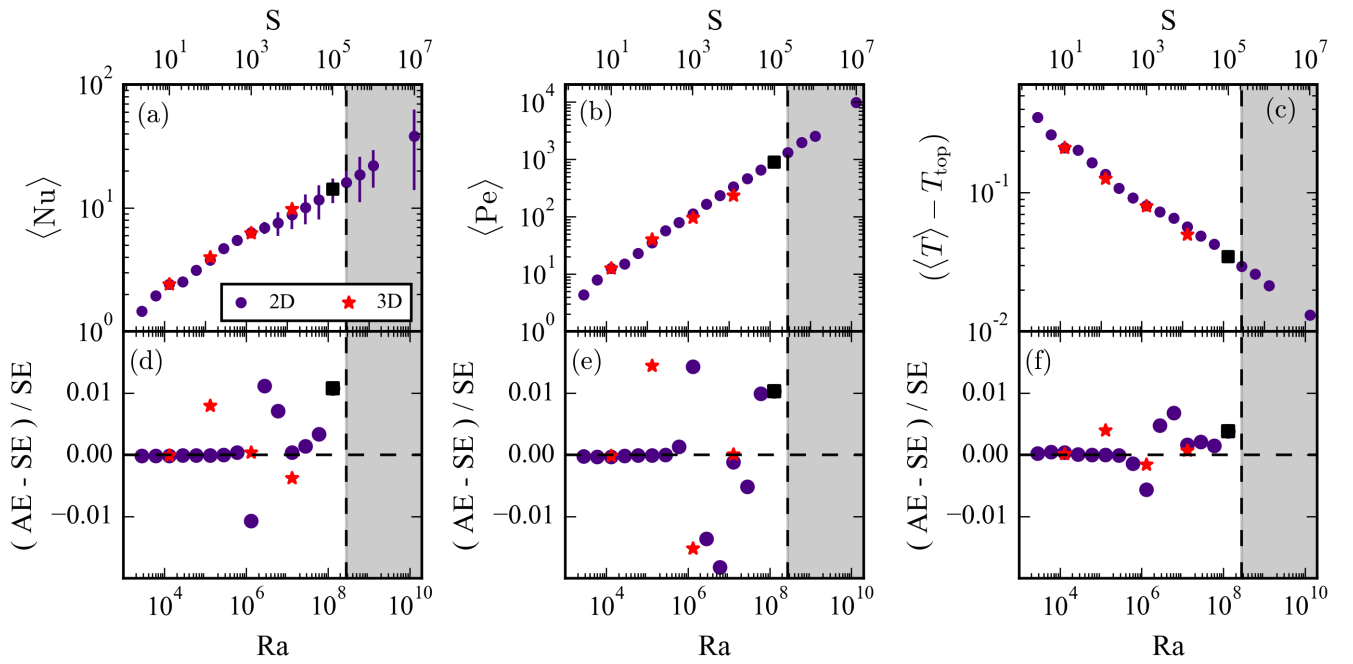 S S S
10^1 10^3 10^5 10^7 10^1 10^3 10^5 10^7 10^1 10^3 10^5 10^7
(a) (b) (c)
⟨Nu⟩ ⟨Pe⟩ (⟨T⟩ − T_top)
10^2 10^4
10^3
10^1 10^2 10^-1
10^1
10^0 10^0 10^-2
2D 3D
(d) (e) (f)
( AE - SE ) / SE ( AE - SE ) / SE ( AE - SE ) / SE
0.01 0.01 0.01
0.00 0.00 0.00
−0.01 −0.01 −0.01
10^4 10^6 10^8 10^10 10^4 10^6 10^8 10^10 10^4 10^6 10^8 10^10
Ra Ra Ra